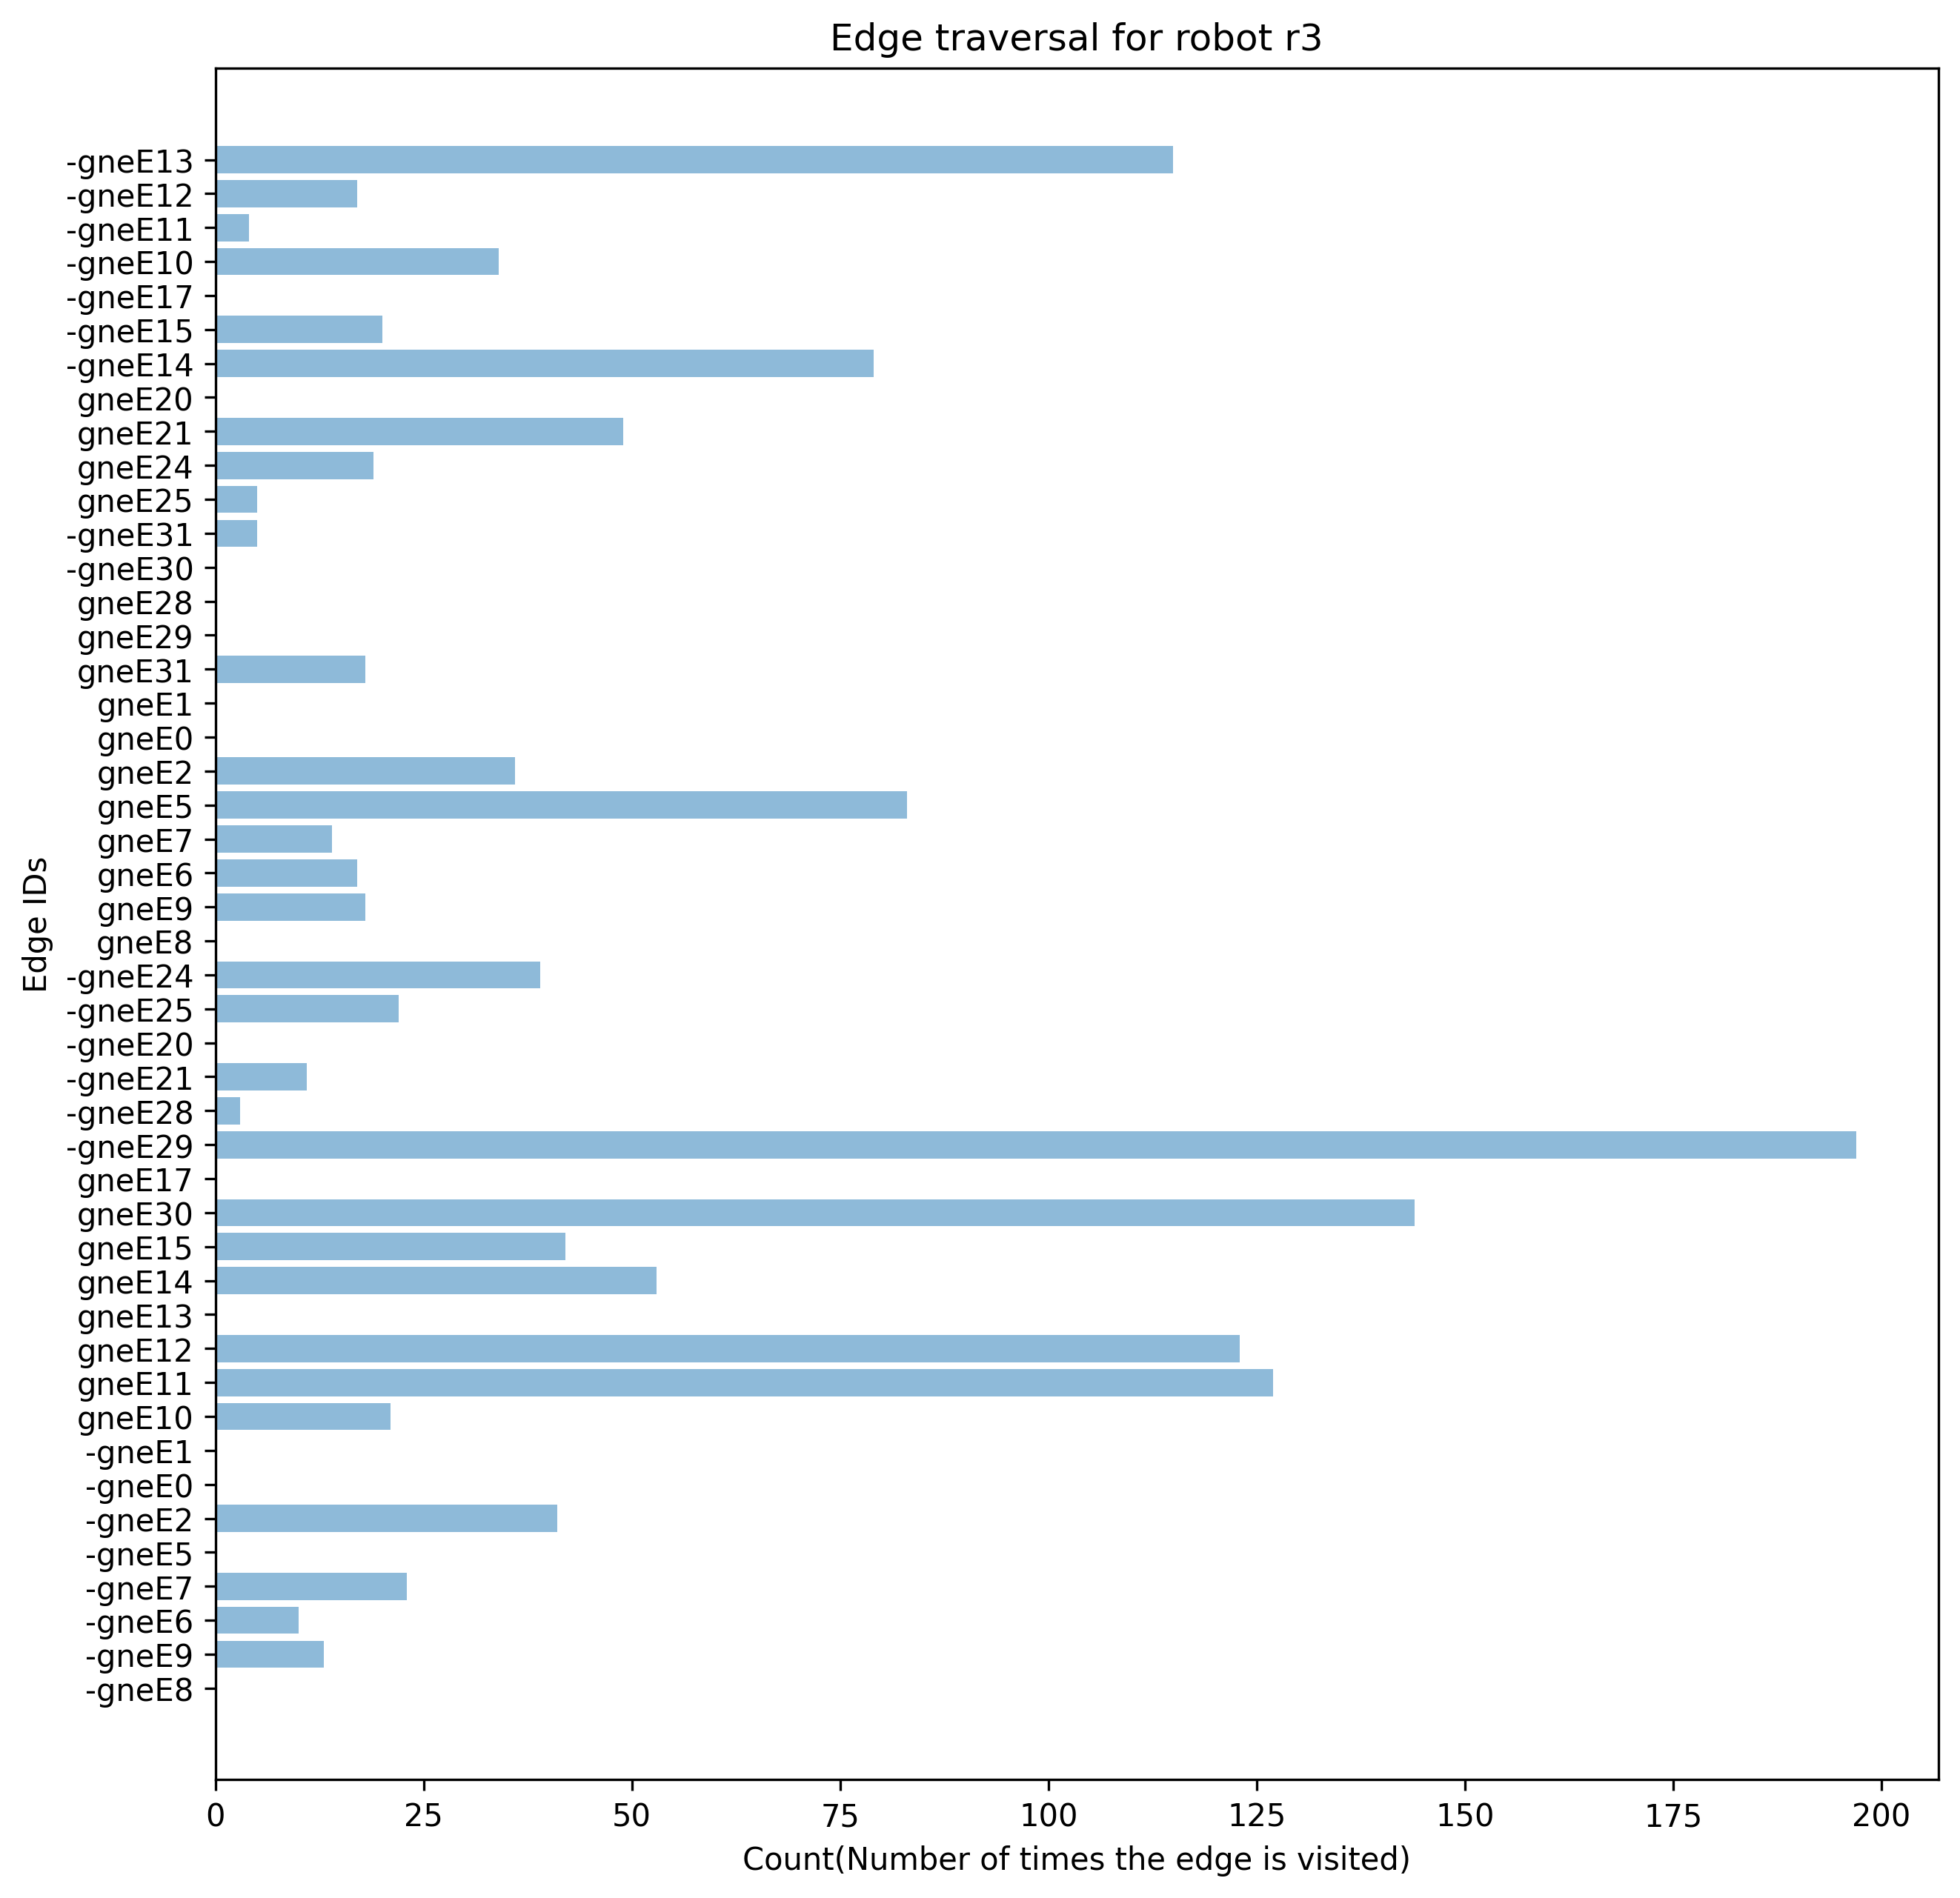 Edge traversal for robot r3
-gneE13
-gneE12
-gneE11
-gneE10
-gneE17
-gneE15
-gneE14
gneE20
gneE21
gneE24
gneE25
-gneE31
-gneE30
gneE28
gneE29
gneE31
gneE1
gneE0
gneE2
gneE5
gneE7
gneE6
gneE9
gneE8
-gneE24
-gneE25
-gneE20
-gneE21
-gneE28
-gneE29
gneE17
gneE30
gneE15
gneE14
gneE13
gneE12
gneE11
gneE10
-gneE1
-gneE0
-gneE2
-gneE5
-gneE7
-gneE6
-gneE9
-gneE8
Edge IDs
0 25 50 75 100 125 150 175 200
Count(Number of times the edge is visited)